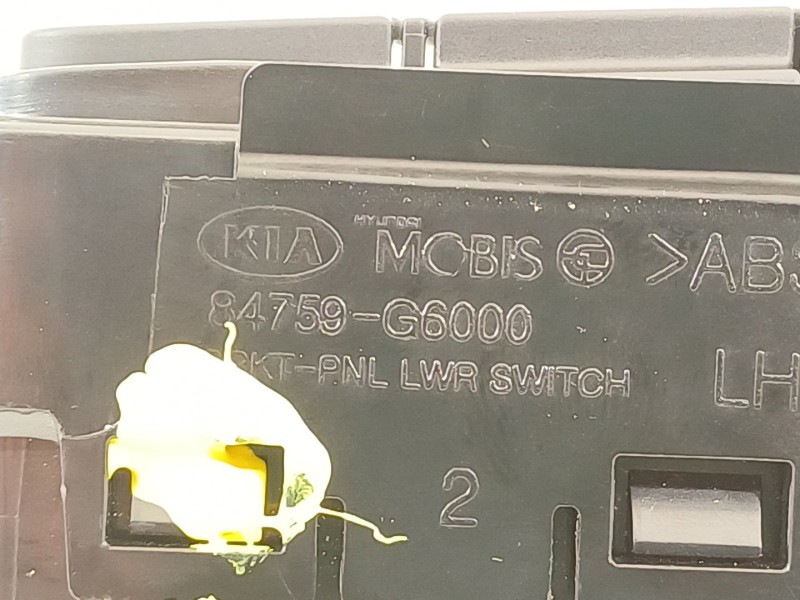 HYUNDAI
KIA MOBIS >ABS
84759-G6000
-PNL LWR SWITCH LH
2